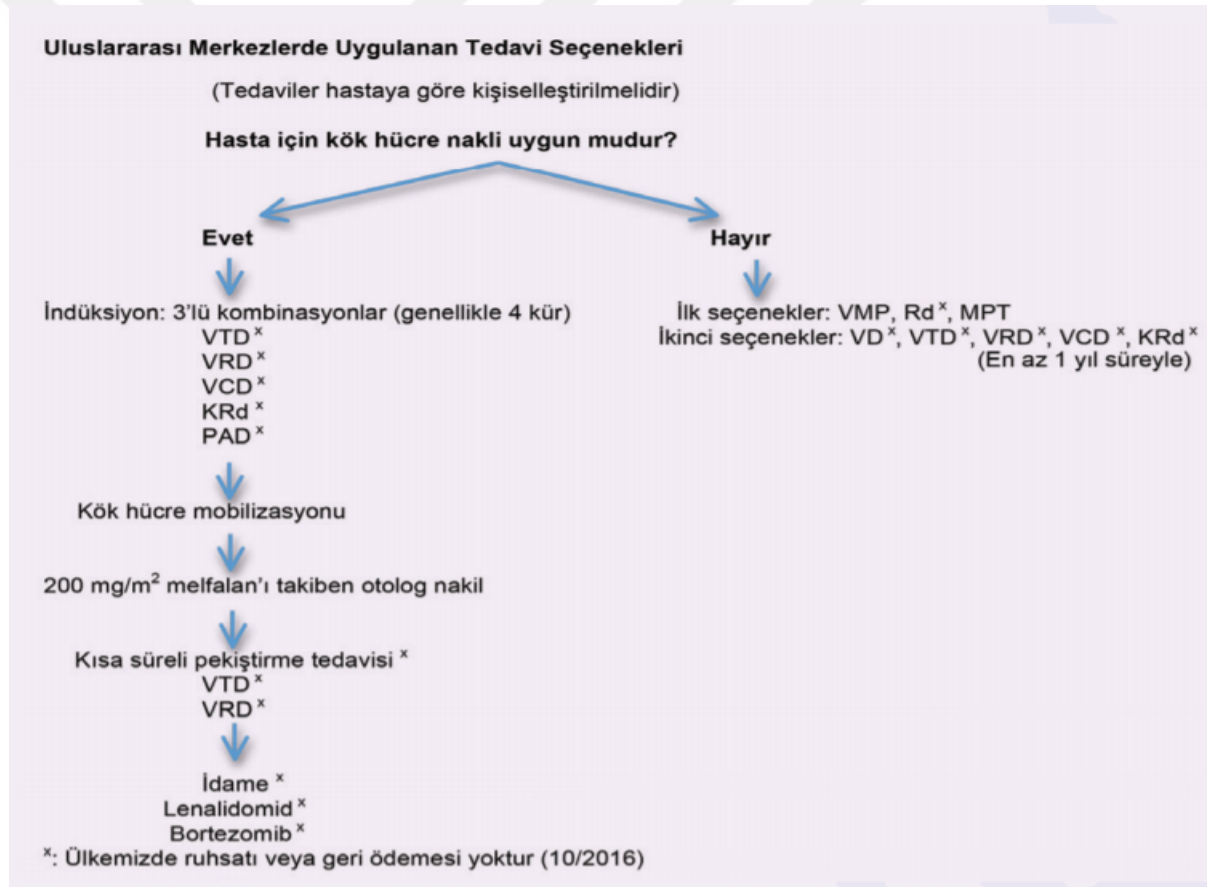 Uluslararası Merkezlerde Uygulanan Tedavi Seçenekleri
(Tedaviler hastaya göre kişiselleştirilmelidir)
Hasta için kök hücre nakli uygun mudur?
Evet
İndüksiyon: 3'lü kombinasyonlar (genellikle 4 kür)
VTD ˣ
VRD ˣ
VCD ˣ
KRd ˣ
PAD ˣ
Kök hücre mobilizasyonu
200 mg/m² melfalan'ı takiben otolog nakil
Kısa süreli pekiştirme tedavisi ˣ
VTD ˣ
VRD ˣ
İdame ˣ
Lenalidomid ˣ
Bortezomib ˣ
Hayır
İlk seçenekler: VMP, Rd ˣ, MPT
İkinci seçenekler: VD ˣ, VTD ˣ, VRD ˣ, VCD ˣ, KRd ˣ
(En az 1 yıl süreyle)
ˣ: Ülkemizde ruhsatı veya geri ödemesi yoktur (10/2016)